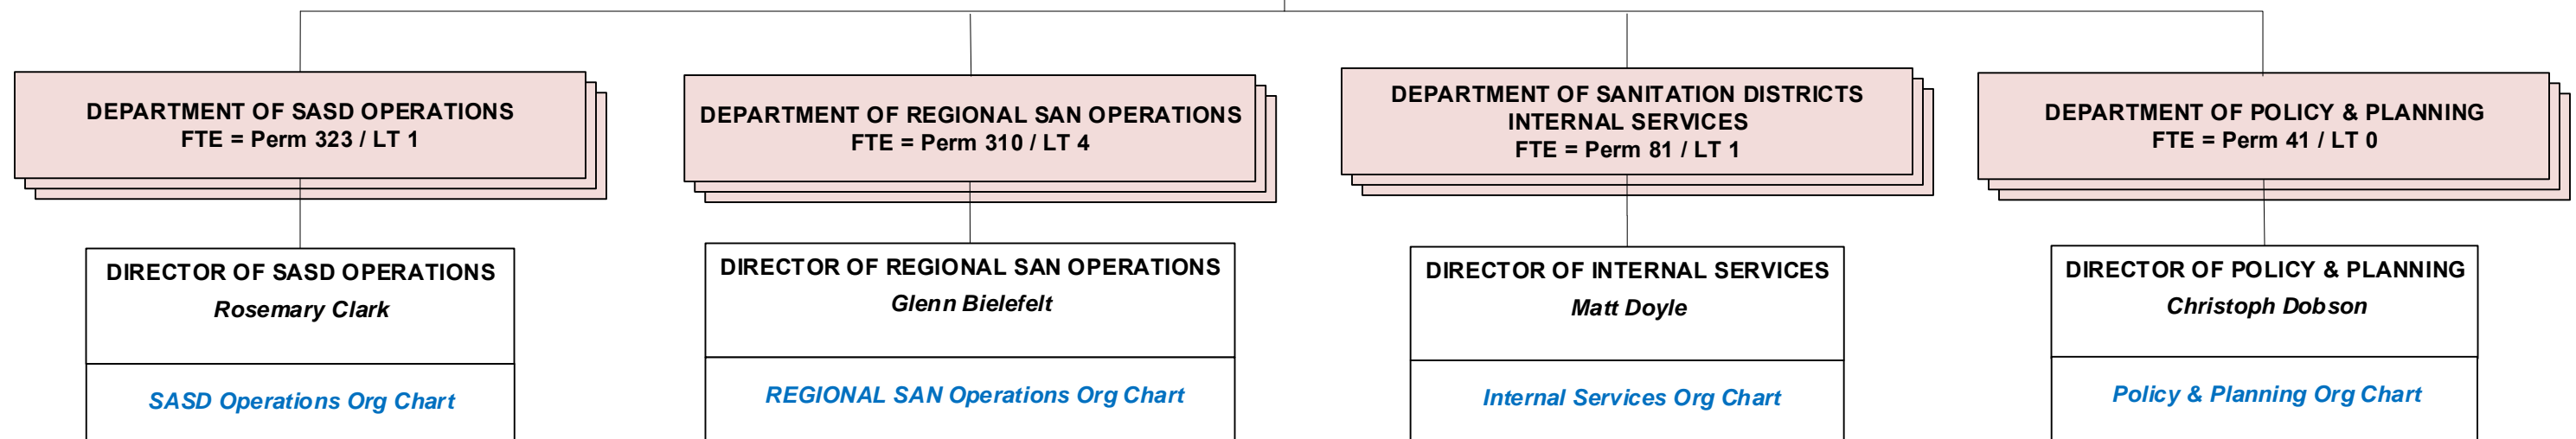 DEPARTMENT OF SASD OPERATIONS
FTE = Perm 323 / LT 1
DEPARTMENT OF REGIONAL SAN OPERATIONS
FTE = Perm 310 / LT 4
DEPARTMENT OF SANITATION DISTRICTS
INTERNAL SERVICES
FTE = Perm 81 / LT 1
DEPARTMENT OF POLICY & PLANNING
FTE = Perm 41 / LT 0
DIRECTOR OF SASD OPERATIONS
Rosemary Clark
SASD Operations Org Chart
DIRECTOR OF REGIONAL SAN OPERATIONS
Glenn Bielefelt
REGIONAL SAN Operations Org Chart
DIRECTOR OF INTERNAL SERVICES
Matt Doyle
Internal Services Org Chart
DIRECTOR OF POLICY & PLANNING
Christoph Dobson
Policy & Planning Org Chart